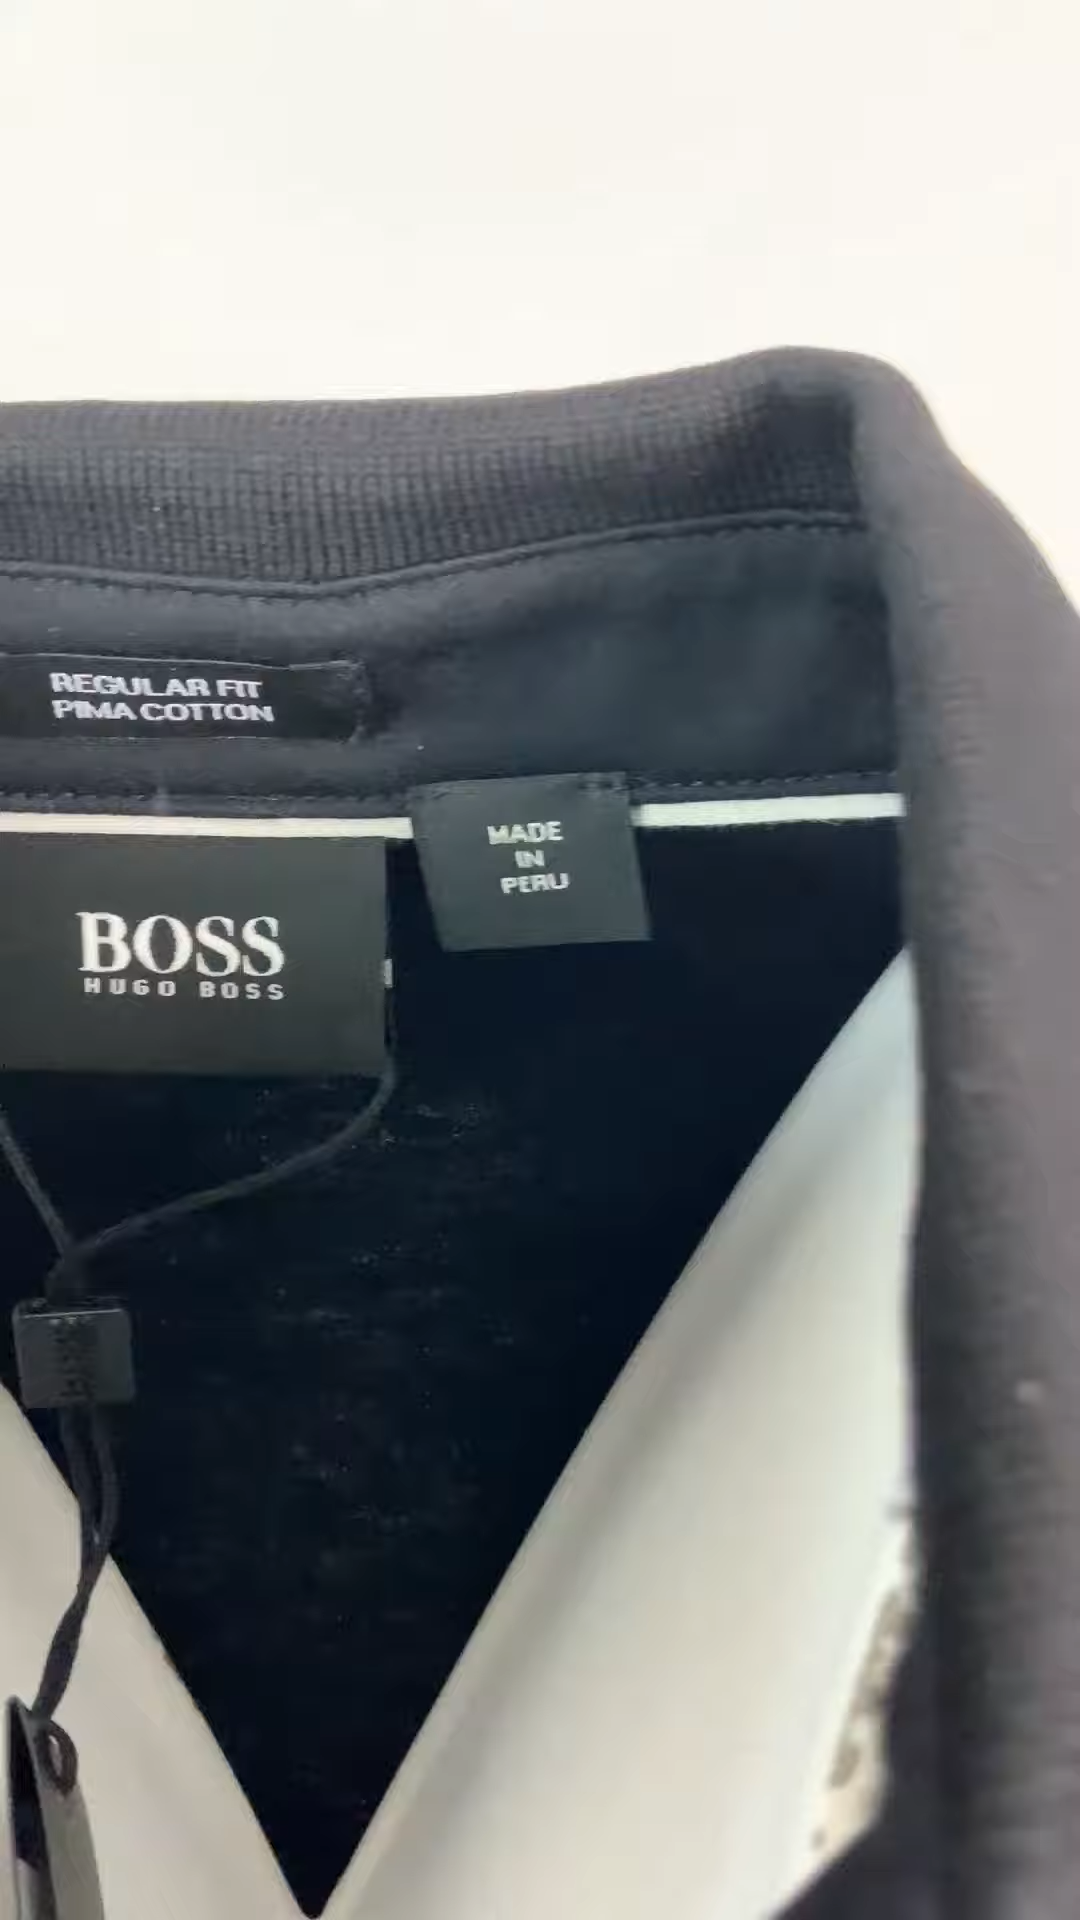 REGULAR FIT
PIMA COTTON
MADE
IN
PERU
BOSS
HUGO BOSS